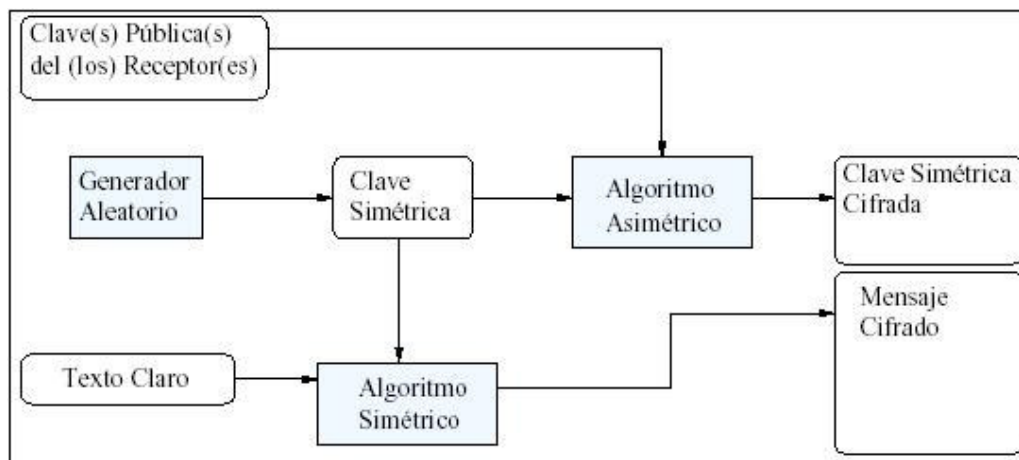 Clave(s) Pública(s)
del (los) Receptor(es)
Generador
Aleatorio
Clave
Simétrica
Algoritmo
Asimétrico
Clave Simétrica
Cifrada
Mensaje
Cifrado
Texto Claro
Algoritmo
Simétrico